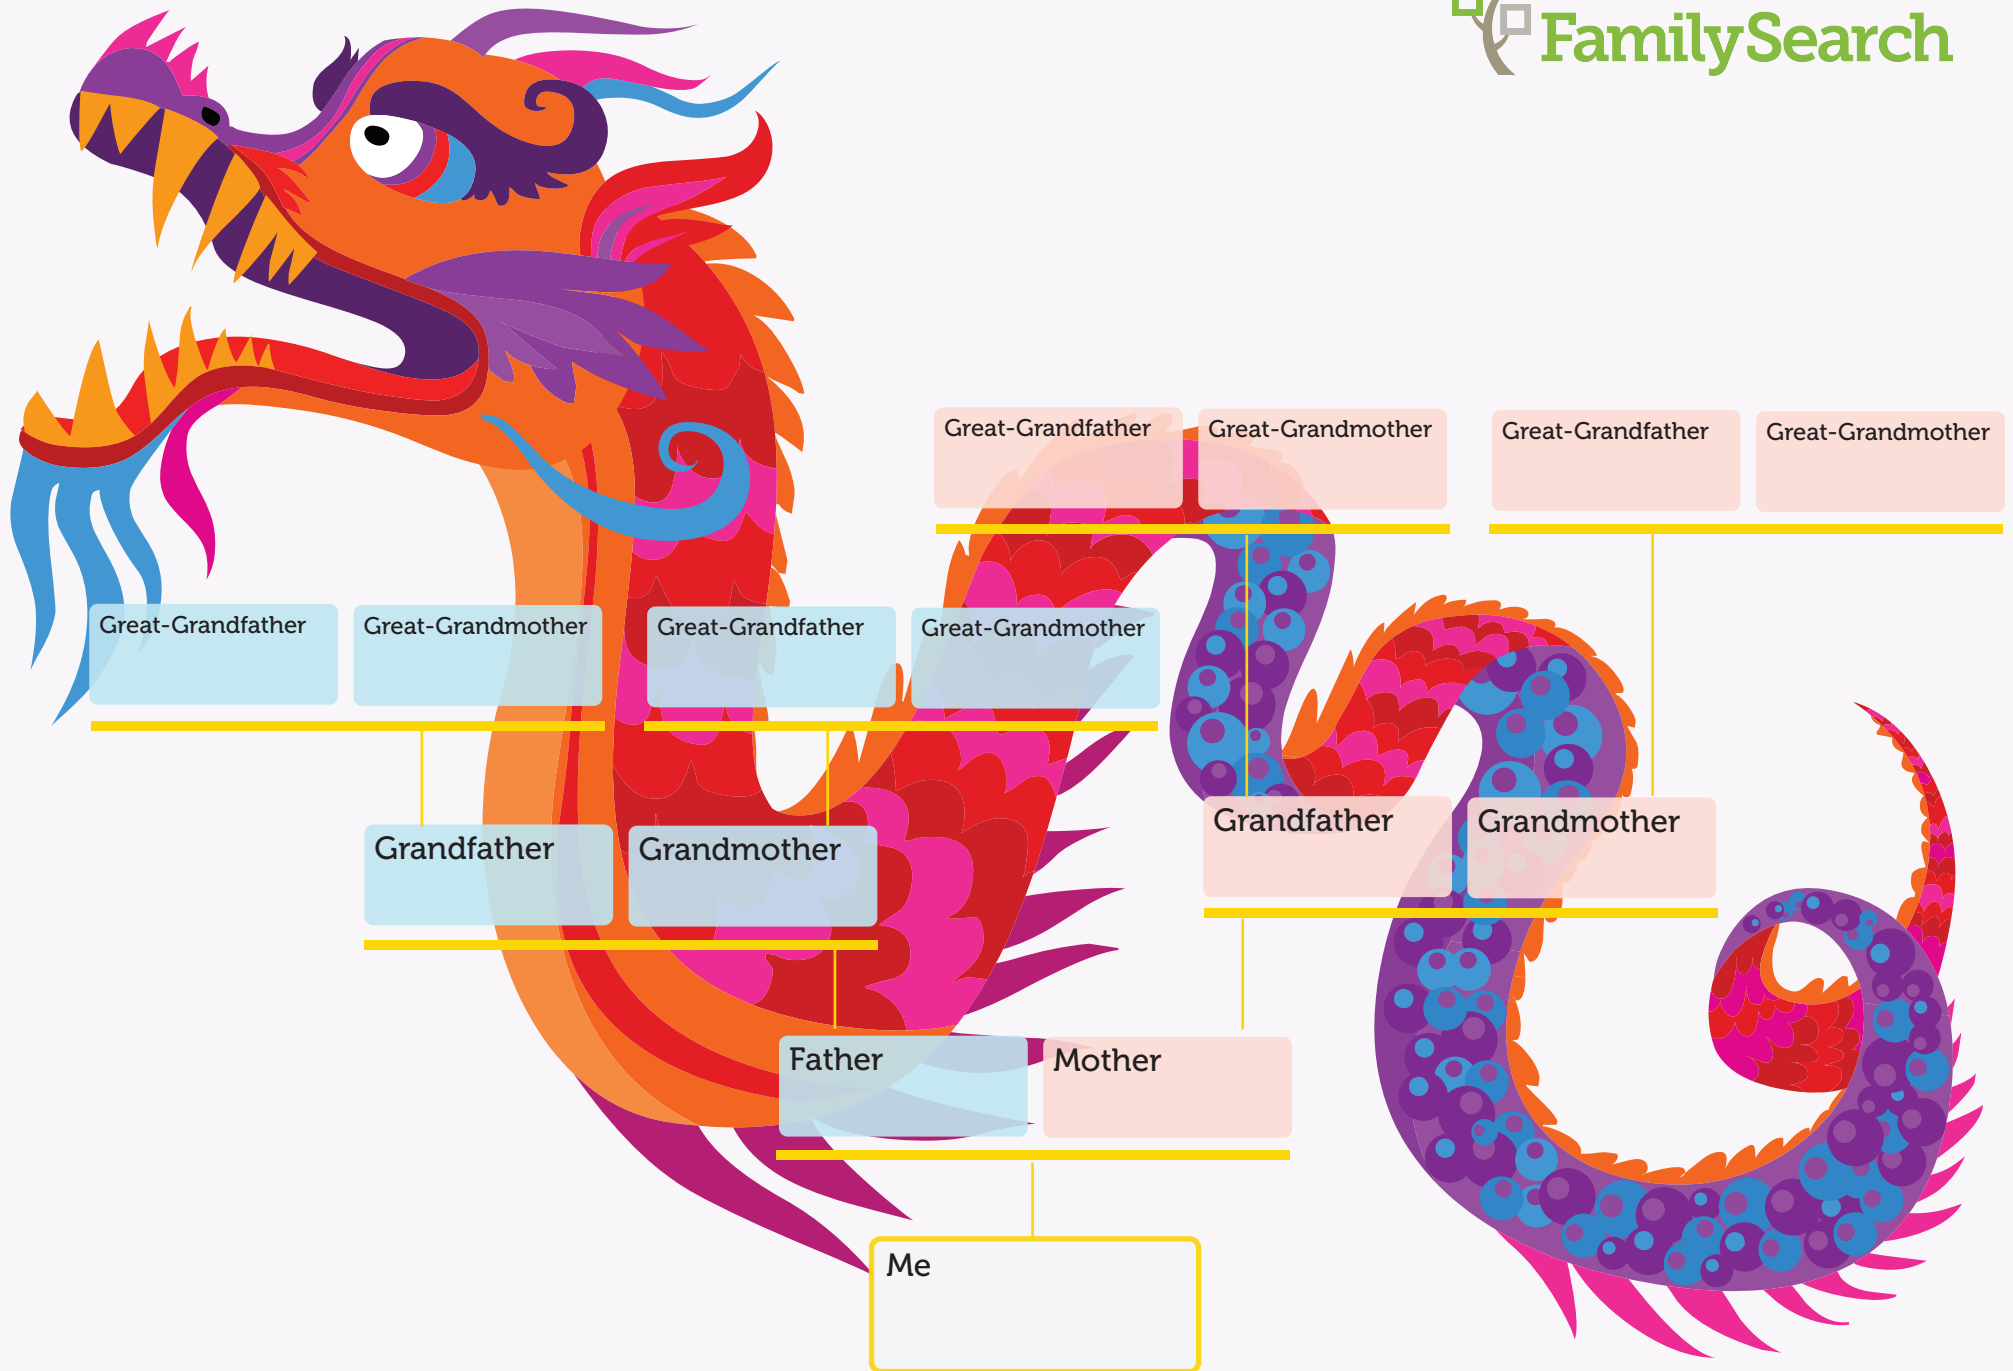 FamilySearch
Great-Grandfather
Great-Grandmother
Great-Grandfather
Great-Grandmother
Great-Grandfather
Great-Grandmother
Great-Grandfather
Great-Grandmother
Grandfather
Grandmother
Grandfather
Grandmother
Father
Mother
Me